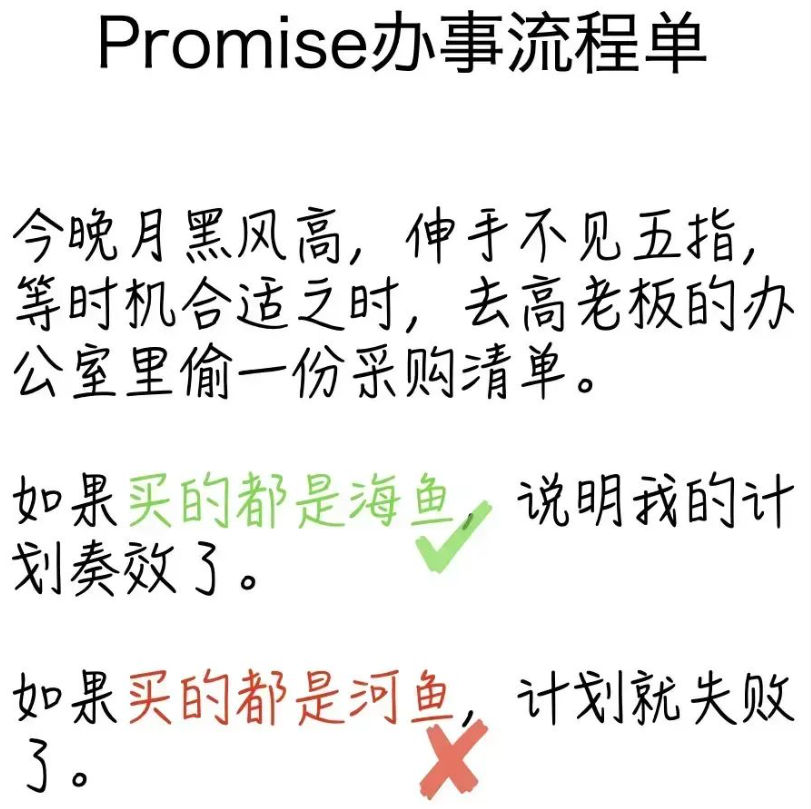 Promise办事流程单
今晚月黑风高，伸手不见五指，
等时机合适之时，去高老板的办
公室里偷一份采购清单。
如果买的都是海鱼，说明我的计
划奏效了。
如果买的都是河鱼，计划就失败
了。